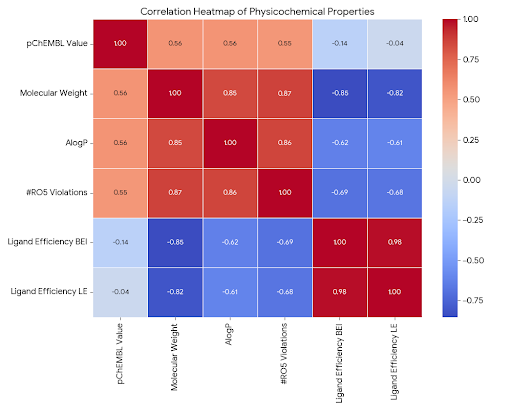 Correlation Heatmap of Physicochemical Properties
pChEMBL Value 1.00 0.56 0.56 0.55 -0.14 -0.04
Molecular Weight 0.56 1.00 0.85 0.87 -0.85 -0.82
AlogP 0.56 0.85 1.00 0.86 -0.62 -0.61
#RO5 Violations 0.55 0.87 0.86 1.00 -0.69 -0.68
Ligand Efficiency BEI -0.14 -0.85 -0.62 -0.69 1.00 0.98
Ligand Efficiency LE -0.04 -0.82 -0.61 -0.68 0.98 1.00
pChEMBL Value
Molecular Weight
AlogP
#RO5 Violations
Ligand Efficiency BEI
Ligand Efficiency LE
1.00
0.75
0.50
0.25
0.00
−0.25
−0.50
−0.75